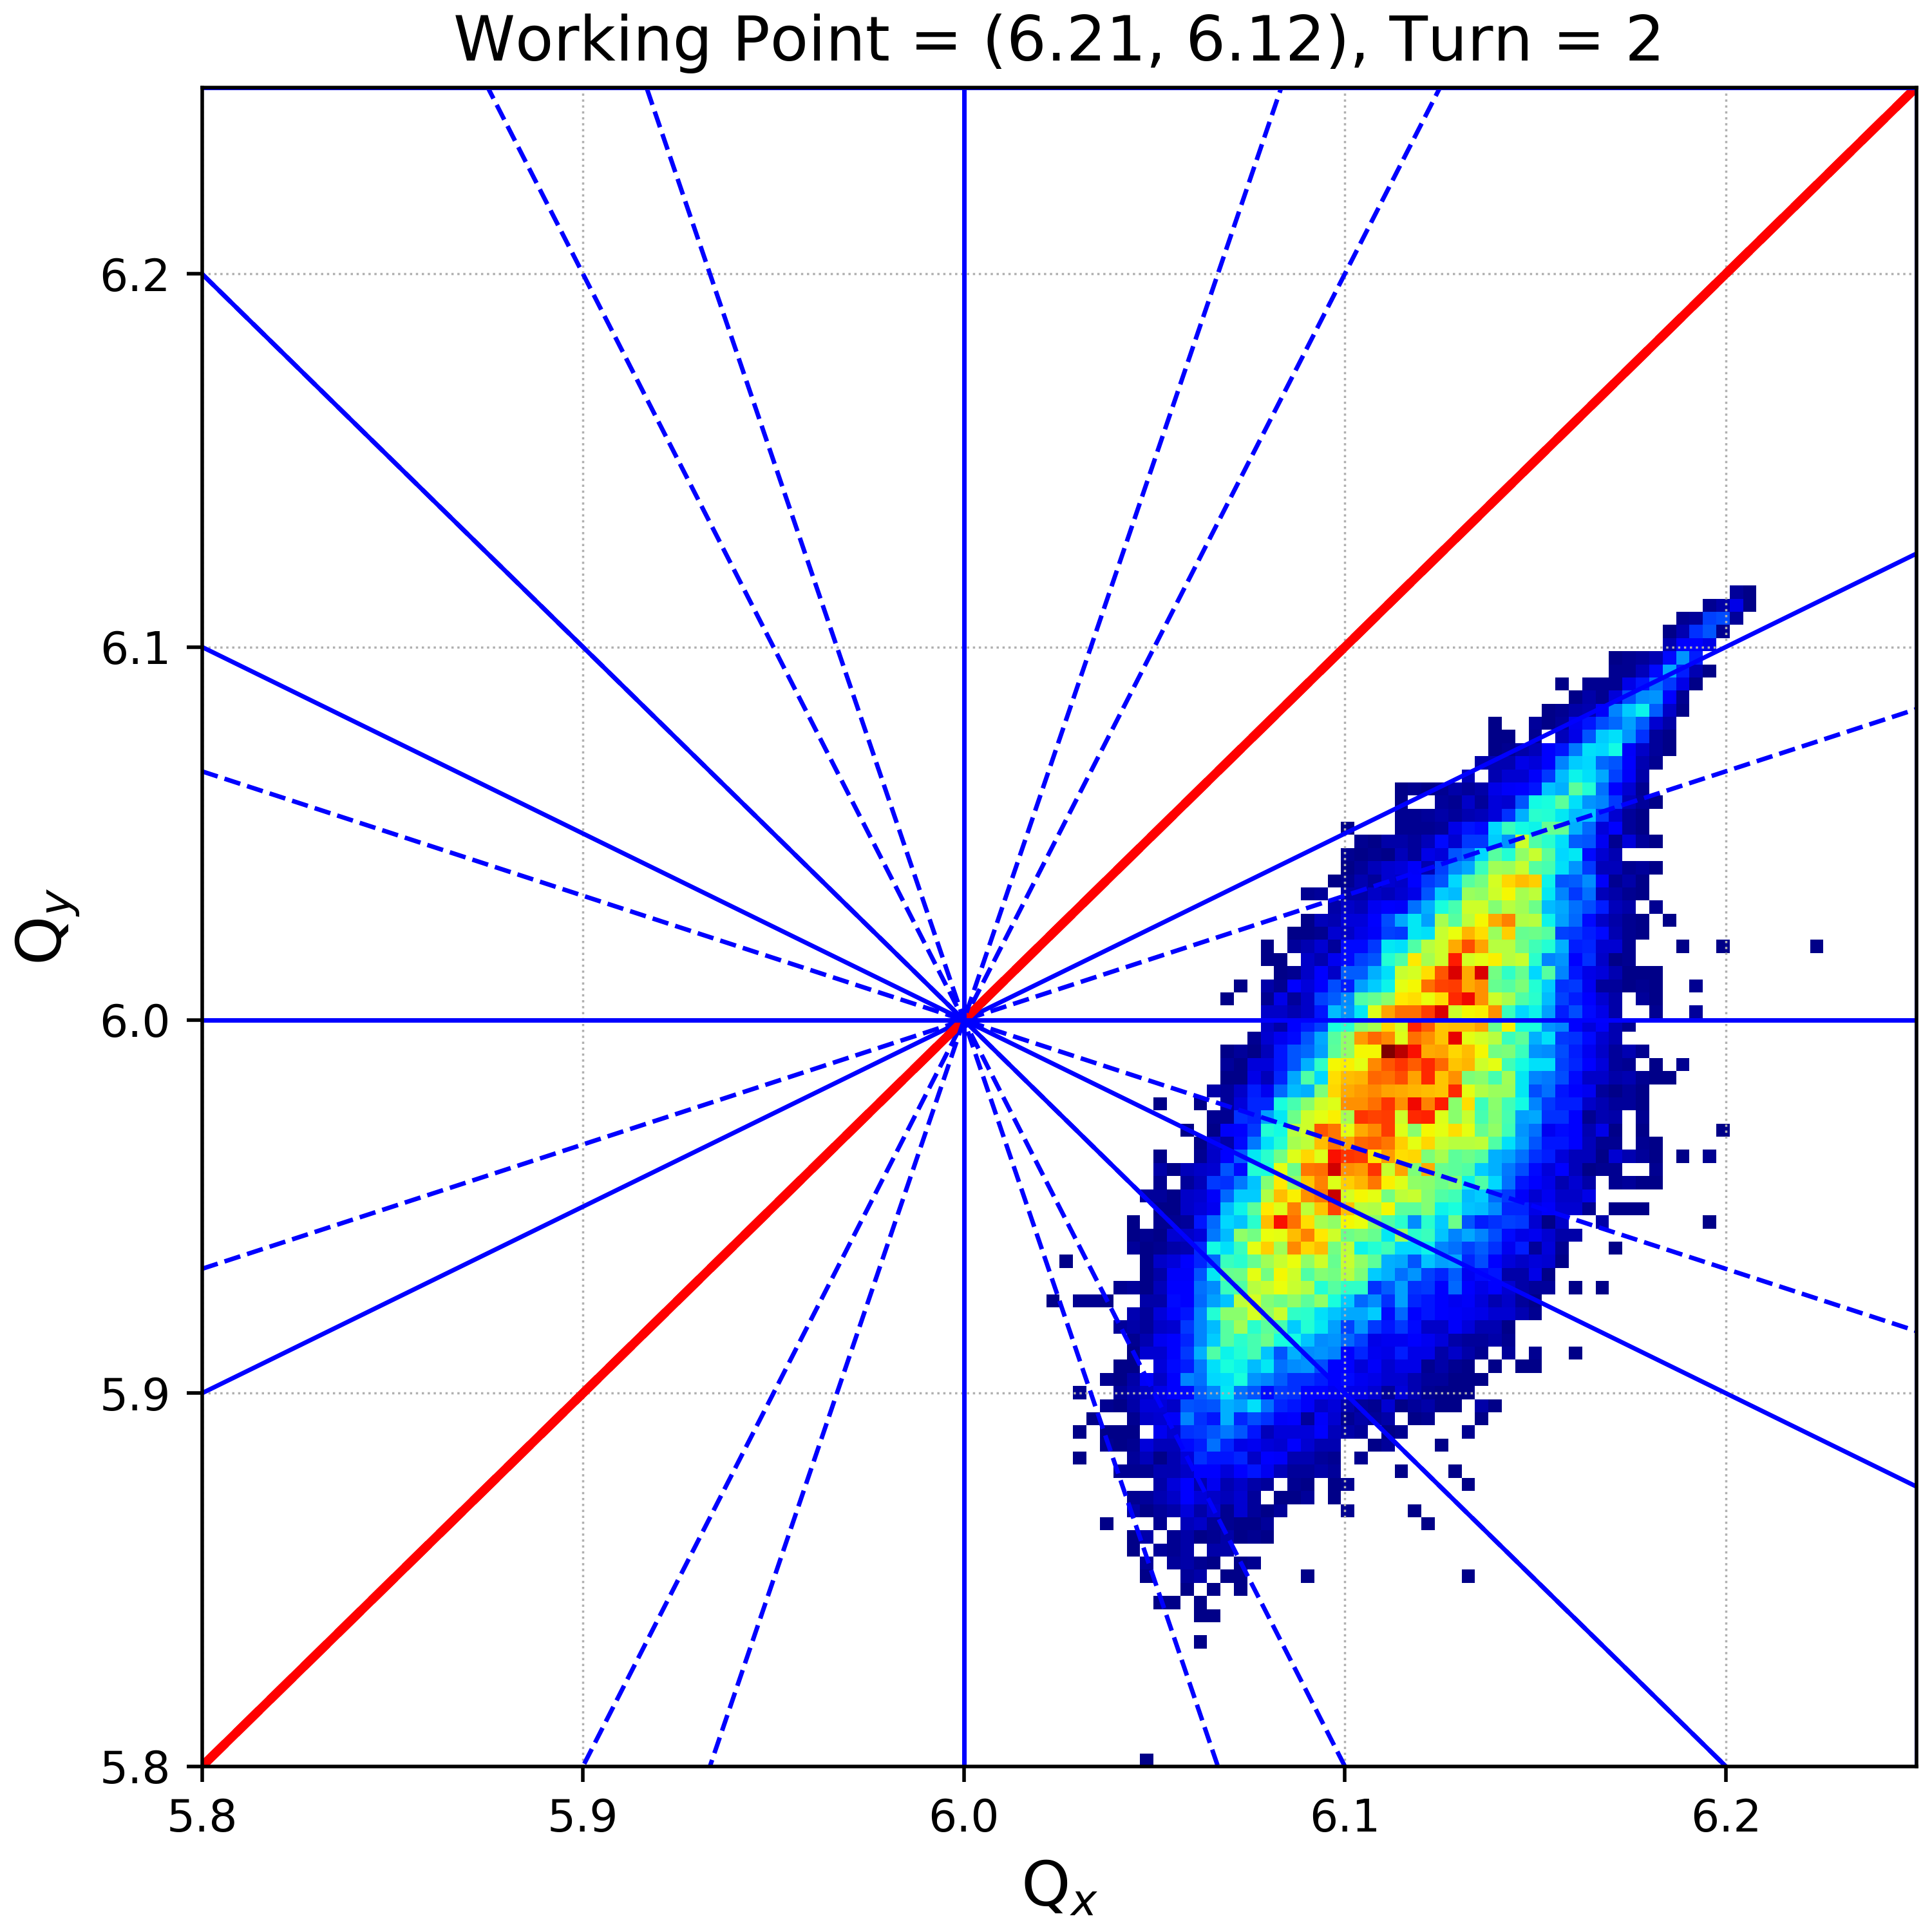 Working Point = (6.21, 6.12), Turn = 2
6.2
6.1
6.0
5.9
5.8
Qy
5.8 5.9 6.0 6.1 6.2
Qx